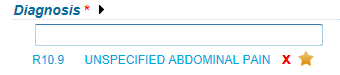 Diagnosis *
R10.9 UNSPECIFIED ABDOMINAL PAIN X